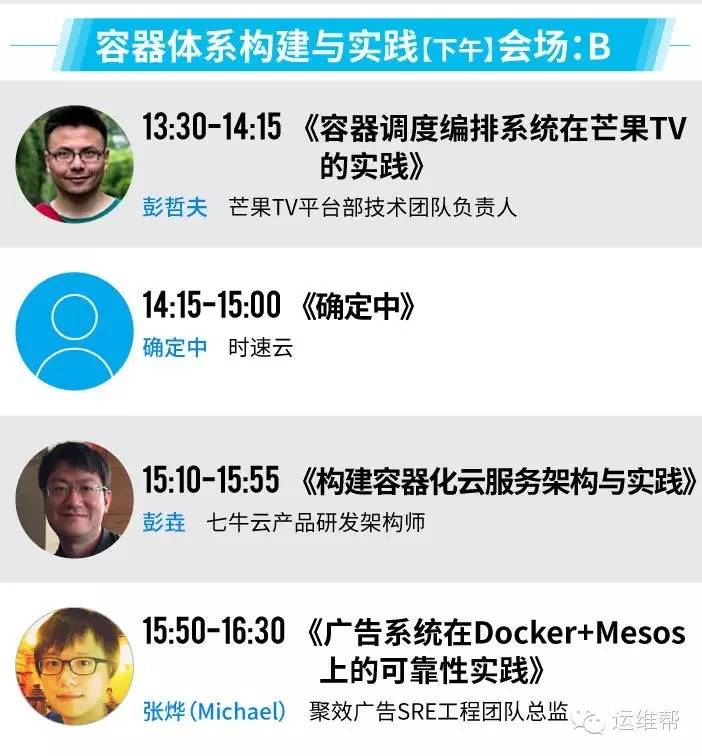 容器体系构建与实践【下午】会场:B
13:30-14:15 《容器调度编排系统在芒果TV
的实践》
彭哲夫 芒果TV平台部技术团队负责人
14:15-15:00 《确定中》
确定中 时速云
15:10-15:55 《构建容器化云服务架构与实践》
彭垚 七牛云产品研发架构师
15:50-16:30 《广告系统在Docker+Mesos
上的可靠性实践》
张烨(Michael) 聚效广告SRE工程团队总监
运维帮